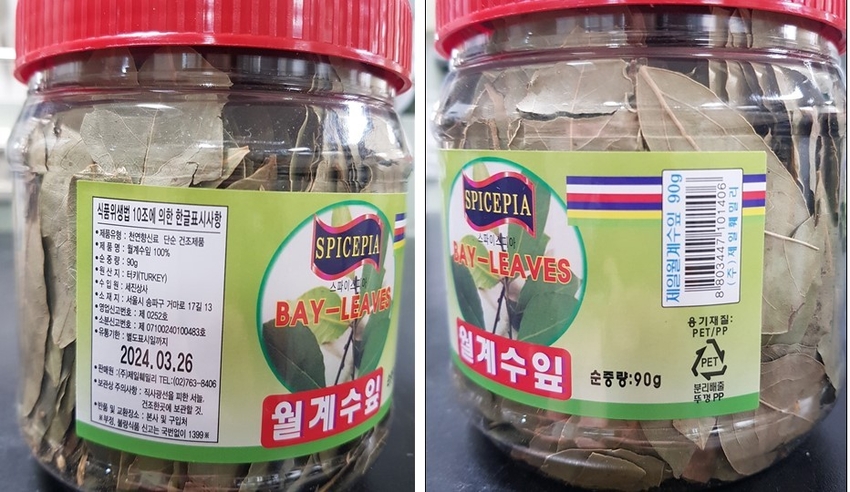 식품위생법 10조에 의한 한글표시사항
• 제품유형 : 천연향신료 단순 건조제품
• 제 품 명 : 월계수잎 100%
• 순 중 량 : 90g
• 원 산 지 : 터키(TURKEY)
• 수 입 원 : 세진상사
• 소 재 지 : 서울시 송파구 거마로 17길 13
• 영업신고번호 : 제 0252호
• 소분신고번호 : 제 07100240100483호
• 유통기한 : 별도표시일까지
2024.03.26
• 판매원 : (주)제일웰밀리 TEL:(02)763-8406
• 보관상 주의사항 : 직사광선을 피한 서늘,
건조한곳에 보관할 것.
• 반품 및 교환장소 : 본사 및 구입처
※부정, 불량식품 신고는 국번없이 1399※
SPICEPIA
스파이스피아
BAY-LEAVES
월계수잎
SPICEPIA
스파이스피아
BAY-LEAVES
월계수잎
순중량:90g
제일월계수잎 90g
8 803447 101406
용기재질:
PET/PP
PET
분리배출
뚜껑 PP